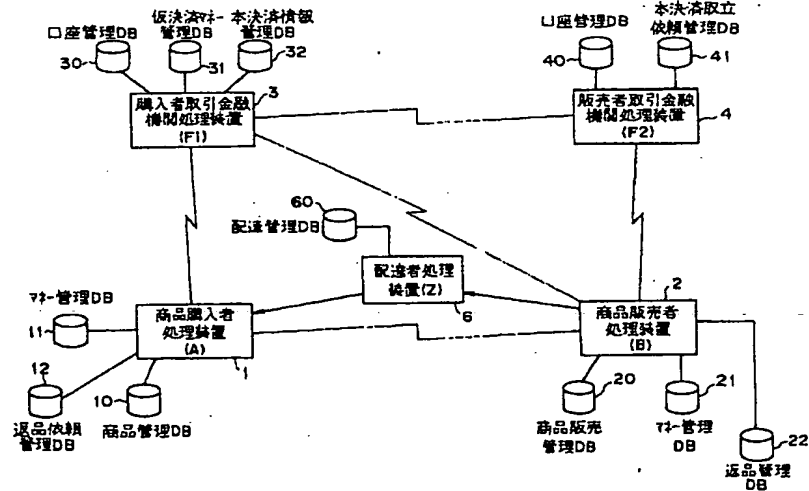 口座管理DB
仮決済マネー
管理DB
本決済情報
管理DB
30
31
32
購入者取引金融
機関処理装置
(F1)
3
口座管理DB
本決済取立
依頼管理DB
40
41
販売者取引金融
機関処理装置
(F2)
4
60
配達管理DB
配達者処理
装置(Z)
6
マネー管理DB
11
商品購入者
処理装置
(A)
1
12
返品依頼
管理DB
10
商品管理DB
2
商品販売者
処理装置
(B)
20
商品販売
管理DB
21
マネー管理
DB
22
返品管理
DB